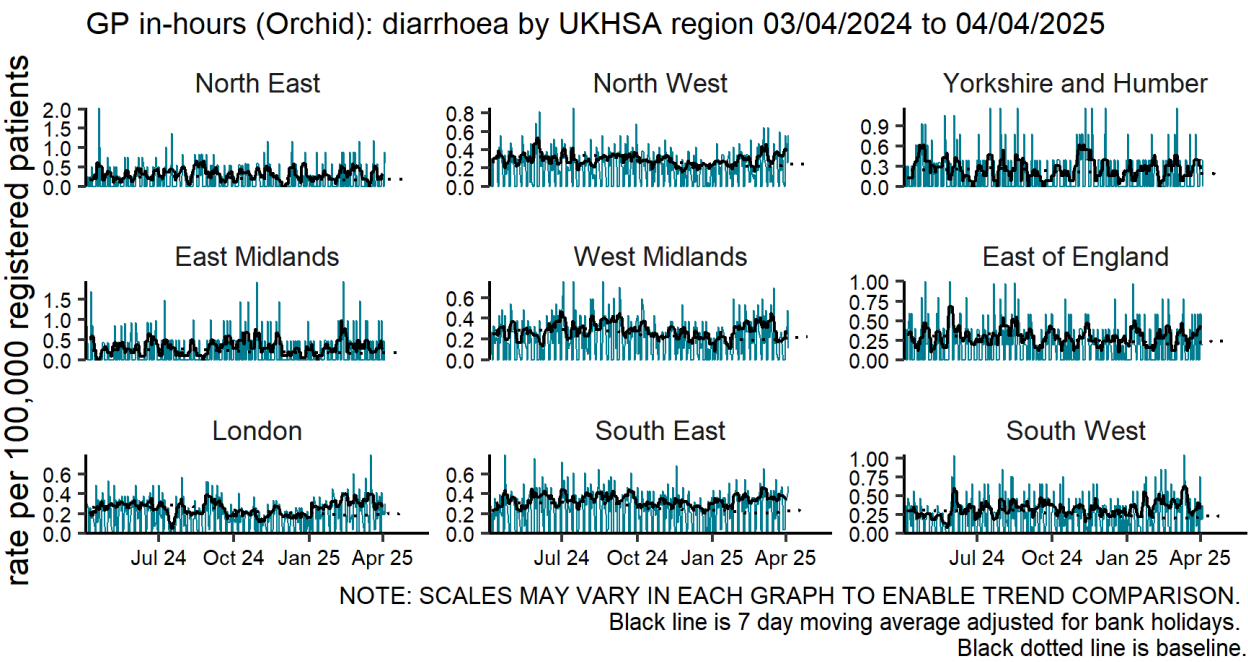 GP in-hours (Orchid): diarrhoea by UKHSA region 03/04/2024 to 04/04/2025
rate per 100,000 registered patients
North East
2.0
1.5
1.0
0.5
0.0
North West
0.8
0.6
0.4
0.2
0.0
Yorkshire and Humber
0.9
0.6
0.3
0.0
East Midlands
1.5
1.0
0.5
0.0
West Midlands
0.6
0.4
0.2
0.0
East of England
1.00
0.75
0.50
0.25
0.00
London
0.6
0.4
0.2
0.0
Jul 24 Oct 24 Jan 25 Apr 25
South East
0.6
0.4
0.2
0.0
Jul 24 Oct 24 Jan 25 Apr 25
South West
1.00
0.75
0.50
0.25
0.00
Jul 24 Oct 24 Jan 25 Apr 25
NOTE: SCALES MAY VARY IN EACH GRAPH TO ENABLE TREND COMPARISON.
Black line is 7 day moving average adjusted for bank holidays.
Black dotted line is baseline.